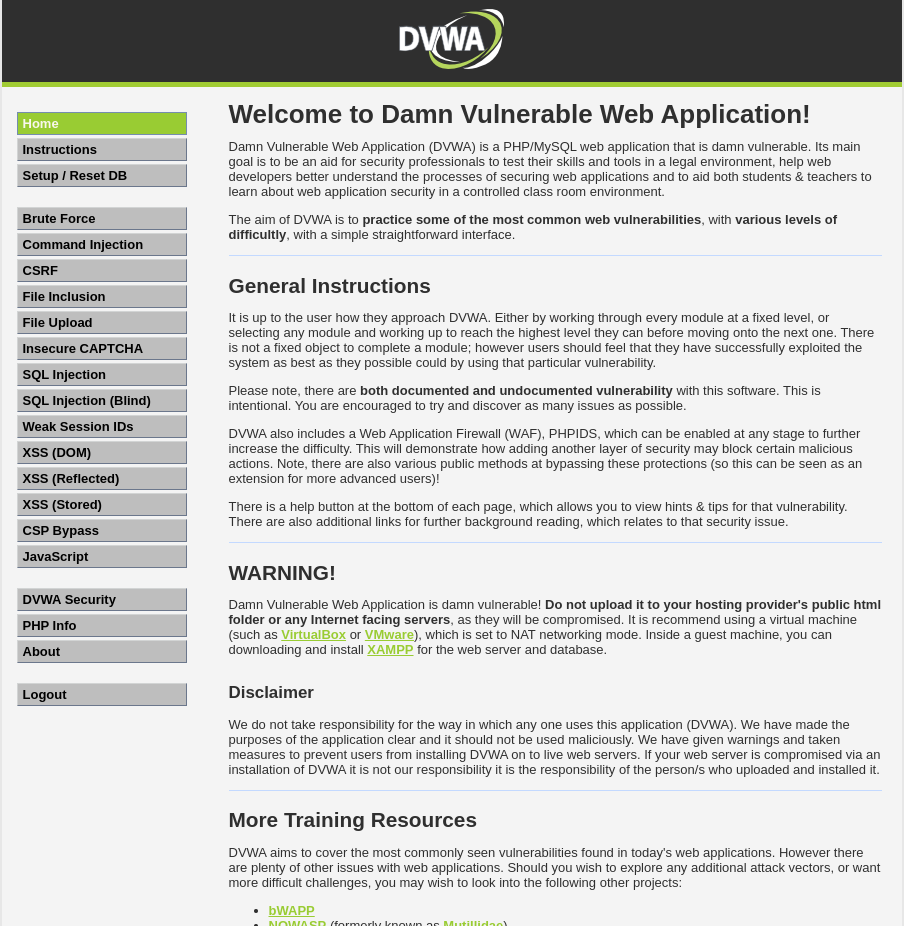 DVWA
Home
Instructions
Setup / Reset DB
Brute Force
Command Injection
CSRF
File Inclusion
File Upload
Insecure CAPTCHA
SQL Injection
SQL Injection (Blind)
Weak Session IDs
XSS (DOM)
XSS (Reflected)
XSS (Stored)
CSP Bypass
JavaScript
DVWA Security
PHP Info
About
Logout
Welcome to Damn Vulnerable Web Application!
Damn Vulnerable Web Application (DVWA) is a PHP/MySQL web application that is damn vulnerable. Its main
goal is to be an aid for security professionals to test their skills and tools in a legal environment, help web
developers better understand the processes of securing web applications and to aid both students & teachers to
learn about web application security in a controlled class room environment.
The aim of DVWA is to practice some of the most common web vulnerabilities, with various levels of
difficultly, with a simple straightforward interface.
General Instructions
It is up to the user how they approach DVWA. Either by working through every module at a fixed level, or
selecting any module and working up to reach the highest level they can before moving onto the next one. There
is not a fixed object to complete a module; however users should feel that they have successfully exploited the
system as best as they possible could by using that particular vulnerability.
Please note, there are both documented and undocumented vulnerability with this software. This is
intentional. You are encouraged to try and discover as many issues as possible.
DVWA also includes a Web Application Firewall (WAF), PHPIDS, which can be enabled at any stage to further
increase the difficulty. This will demonstrate how adding another layer of security may block certain malicious
actions. Note, there are also various public methods at bypassing these protections (so this can be seen as an
extension for more advanced users)!
There is a help button at the bottom of each page, which allows you to view hints & tips for that vulnerability.
There are also additional links for further background reading, which relates to that security issue.
WARNING!
Damn Vulnerable Web Application is damn vulnerable! Do not upload it to your hosting provider's public html
folder or any Internet facing servers, as they will be compromised. It is recommend using a virtual machine
(such as VirtualBox or VMware), which is set to NAT networking mode. Inside a guest machine, you can
downloading and install XAMPP for the web server and database.
Disclaimer
We do not take responsibility for the way in which any one uses this application (DVWA). We have made the
purposes of the application clear and it should not be used maliciously. We have given warnings and taken
measures to prevent users from installing DVWA on to live web servers. If your web server is compromised via an
installation of DVWA it is not our responsibility it is the responsibility of the person/s who uploaded and installed it.
More Training Resources
DVWA aims to cover the most commonly seen vulnerabilities found in today's web applications. However there
are plenty of other issues with web applications. Should you wish to explore any additional attack vectors, or want
more difficult challenges, you may wish to look into the following other projects:
bWAPP
NOWASP (formerly known as Mutillidae)